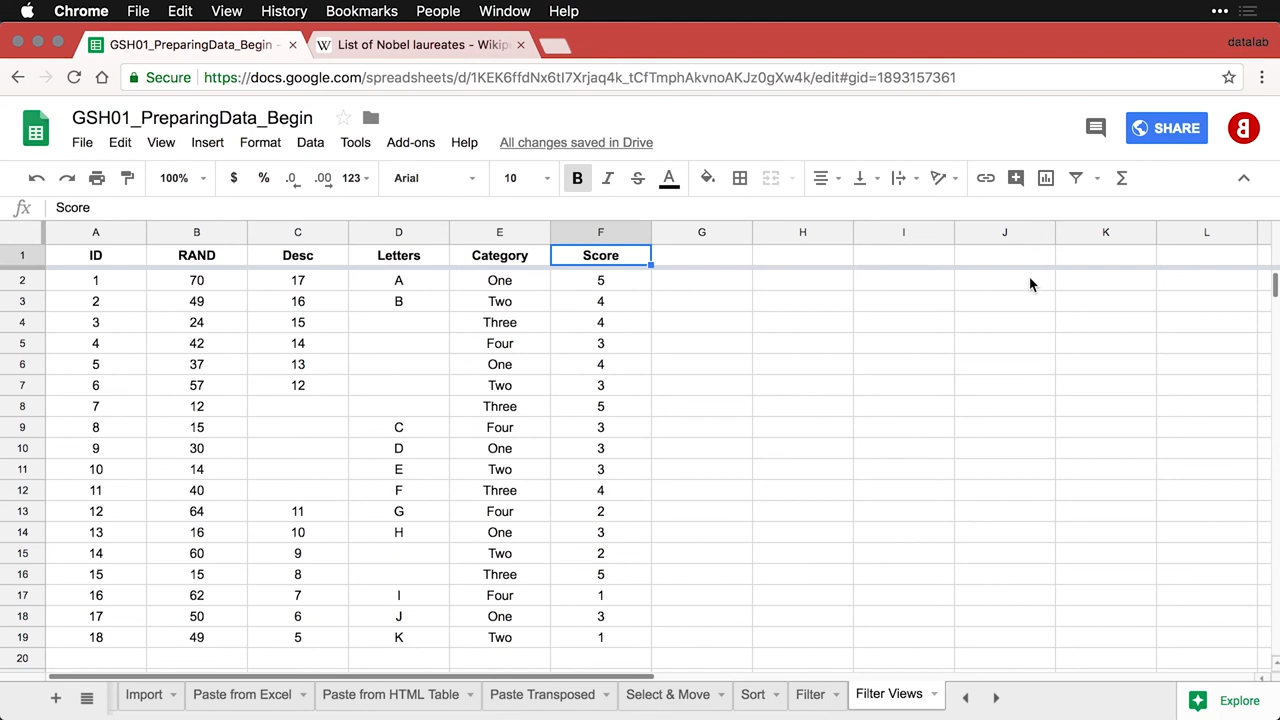 Chrome File Edit View History Bookmarks People Window Help
GSH01_PreparingData_Begin - List of Nobel laureates - Wikip datalab
Secure https://docs.google.com/spreadsheets/d/1KEK6ffdNx6tI7Xrjaq4k_tCfTmphAkvnoAKJz0gXw4k/edit#gid=1893157361
GSH01_PreparingData_Begin
File Edit View Insert Format Data Tools Add-ons Help All changes saved in Drive SHARE
100% $ % .0 .00 123 Arial 10 B I S A Σ
fx Score
A B C D E F G H I J K L
1 ID RAND Desc Letters Category Score
2 1 70 17 A One 5
3 2 49 16 B Two 4
4 3 24 15 Three 4
5 4 42 14 Four 3
6 5 37 13 One 4
7 6 57 12 Two 3
8 7 12 Three 5
9 8 15 C Four 3
10 9 30 D One 3
11 10 14 E Two 3
12 11 40 F Three 4
13 12 64 11 G Four 2
14 13 16 10 H One 3
15 14 60 9 Two 2
16 15 15 8 Three 5
17 16 62 7 I Four 1
18 17 50 6 J One 3
19 18 49 5 K Two 1
20
Import Paste from Excel Paste from HTML Table Paste Transposed Select & Move Sort Filter Filter Views Explore